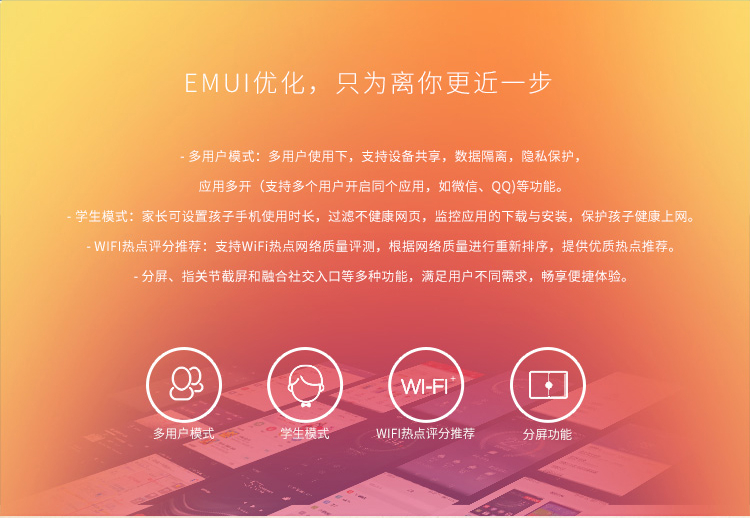 EMUI优化，只为离你更近一步
- 多用户模式：多用户使用下，支持设备共享，数据隔离，隐私保护，
应用多开（支持多个用户开启同个应用，如微信、QQ)等功能。
- 学生模式：家长可设置孩子手机使用时长，过滤不健康网页，监控应用的下载与安装，保护孩子健康上网。
- WIFI热点评分推荐：支持WiFi热点网络质量评测，根据网络质量进行重新排序，提供优质热点推荐。
- 分屏、指关节截屏和融合社交入口等多种功能，满足用户不同需求，畅享便捷体验。
WI-FI+
多用户模式
学生模式
WIFI热点评分推荐
分屏功能